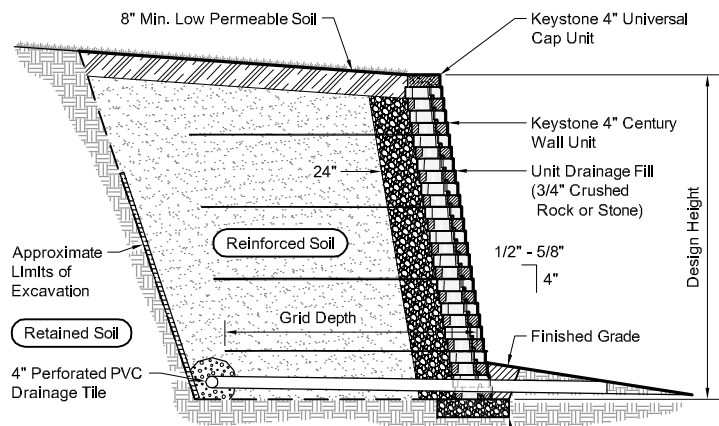 8" Min. Low Permeable Soil
Keystone 4" Universal
Cap Unit
Keystone 4" Century
Wall Unit
24"
Unit Drainage Fill
(3/4" Crushed
Rock or Stone)
Design Height
Reinforced Soil
Approximate
LImits of
Excavation
1/2" - 5/8"
4"
Grid Depth
Retained Soil
Finished Grade
4" Perforated PVC
Drainage Tile